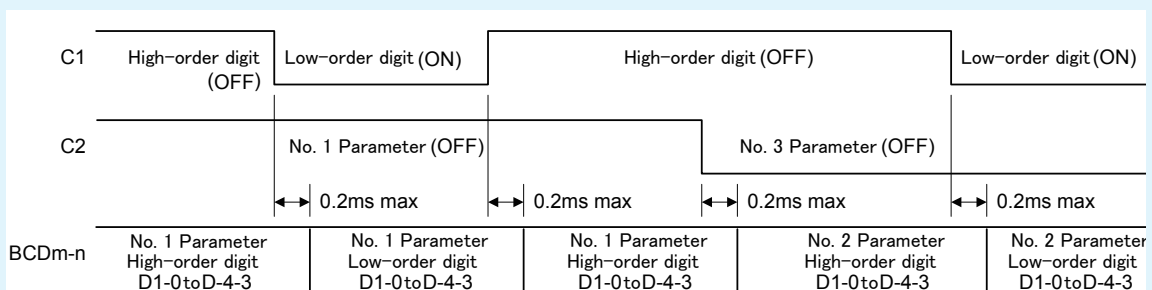 C1
High-order digit
(OFF)
Low-order digit (ON)
High-order digit (OFF)
Low-order digit (ON)
C2
No. 1 Parameter (OFF)
No. 3 Parameter (OFF)
0.2ms max
0.2ms max
0.2ms max
0.2ms max
BCDm-n
No. 1 Parameter
High-order digit
D1-0toD-4-3
No. 1 Parameter
Low-order digit
D1-0toD-4-3
No. 1 Parameter
High-order digit
D1-0toD-4-3
No. 2 Parameter
High-order digit
D1-0toD-4-3
No. 2 Parameter
Low-order digit
D1-0toD-4-3